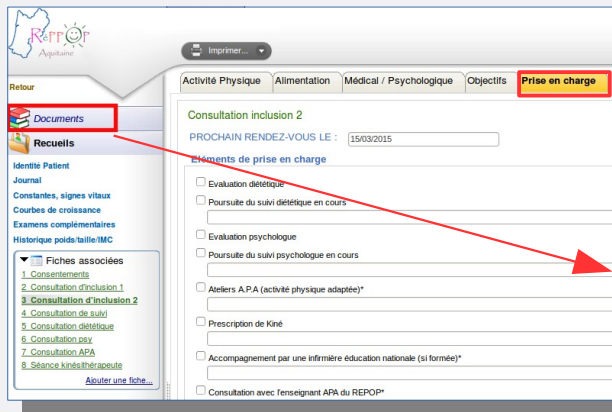 RéPPOP
Aquitaine
Imprimer...
Retour
Activité Physique
Alimentation
Médical / Psychologique
Objectifs
Prise en charge
Documents
Recueils
Identité Patient
Journal
Constantes, signes vitaux
Courbes de croissance
Examens complémentaires
Historique poids/taille/IMC
Fiches associées
1 Consentements
2 Consultation d'inclusion 1
3 Consultation d'inclusion 2
4 Consultation de suivi
5 Consultation diététique
6 Consultation psy
7 Consultation APA
8 Séance kinésithérapeute
Ajouter une fiche...
Consultation inclusion 2
PROCHAIN RENDEZ-VOUS LE : 15/03/2015
Eléments de prise en charge
Evaluation diététique
Poursuite du suivi diététique en cours
Evaluation psychologue
Poursuite du suivi psychologue en cours
Ateliers A.P.A (activité physique adaptée)*
Prescription de Kiné
Accompagnement par une infirmière éducation nationale (si formée)*
Consultation avec l'enseignant APA du REPOP*